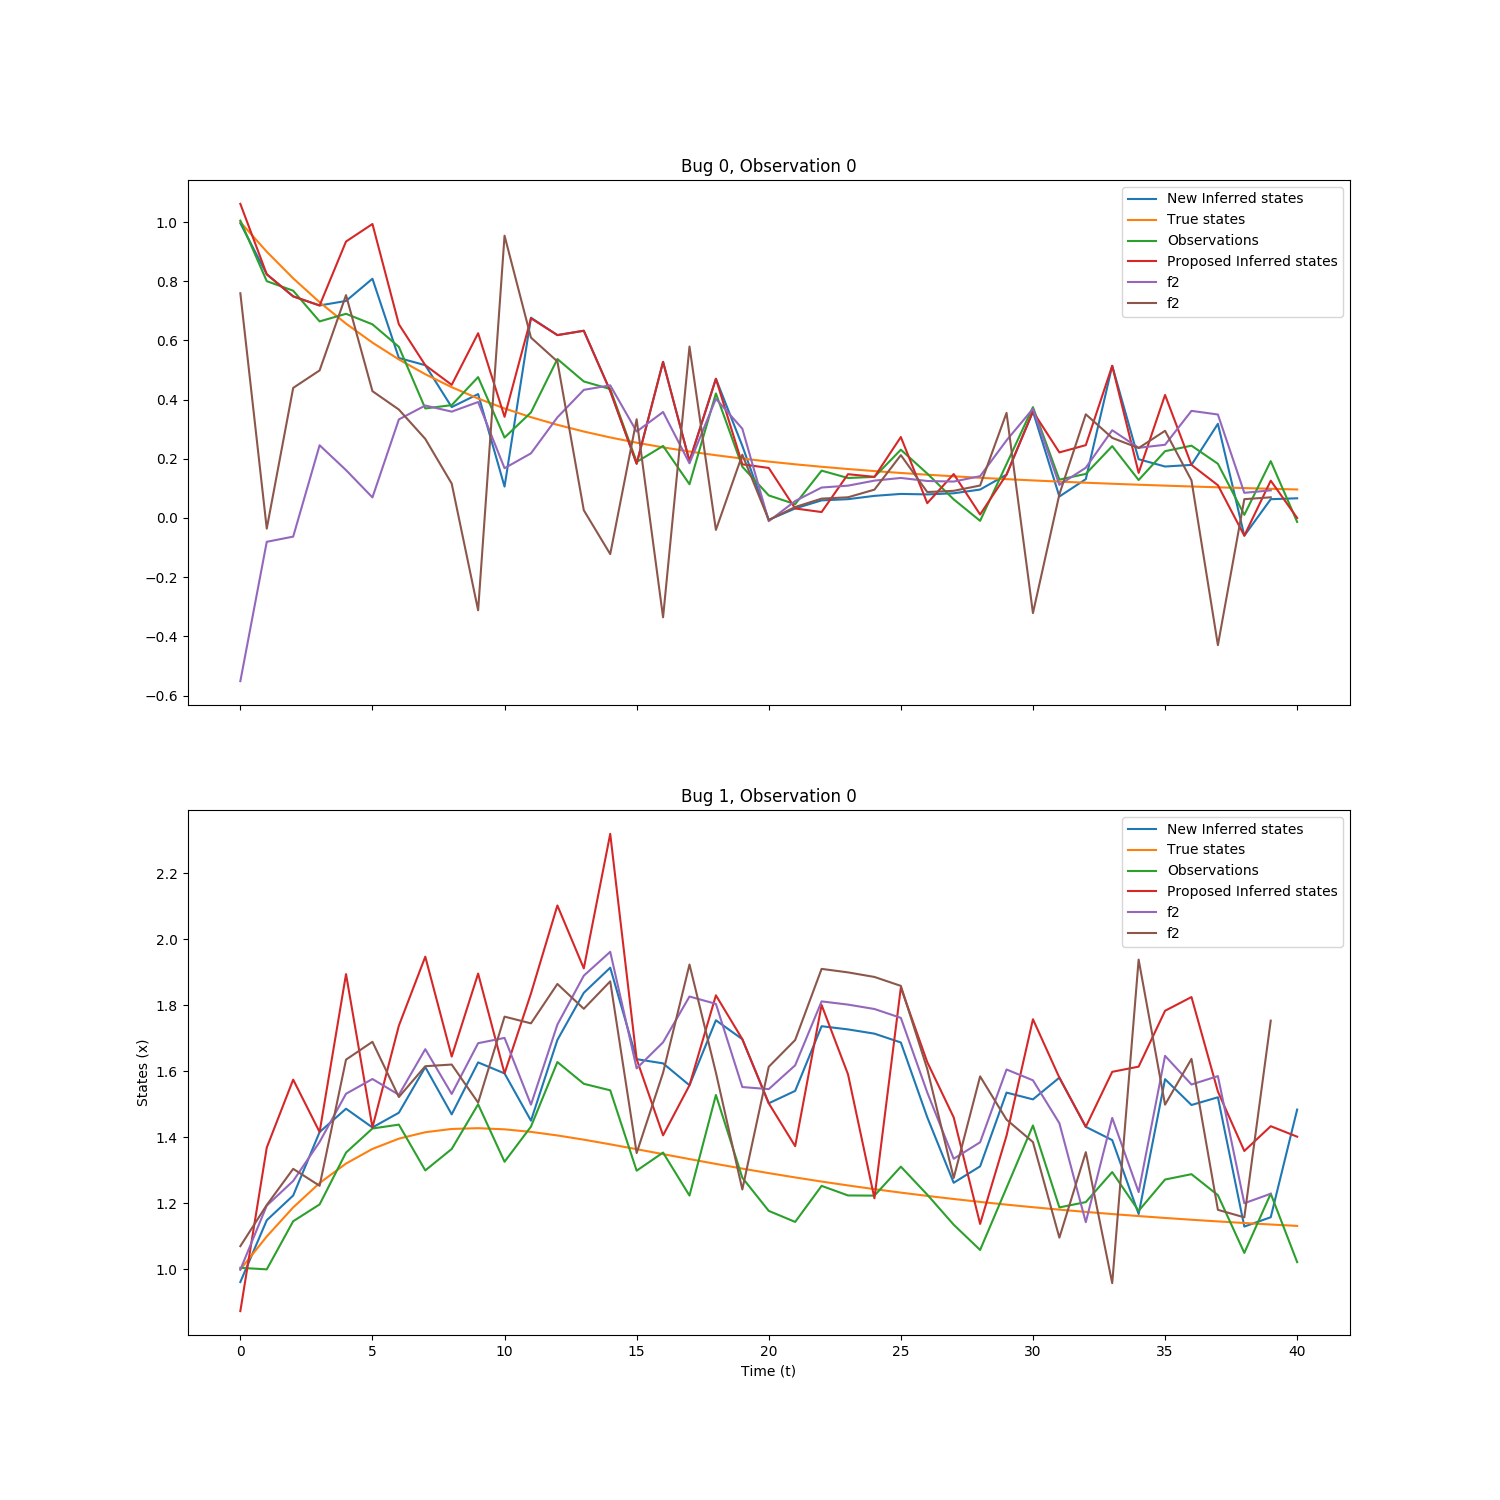 Bug 0, Observation 0
1.0
0.8
0.6
0.4
0.2
0.0
−0.2
−0.4
−0.6
New Inferred states
True states
Observations
Proposed Inferred states
f2
f2
Bug 1, Observation 0
States (x)
2.2
2.0
1.8
1.6
1.4
1.2
1.0
New Inferred states
True states
Observations
Proposed Inferred states
f2
f2
0 5 10 15 20 25 30 35 40
Time (t)